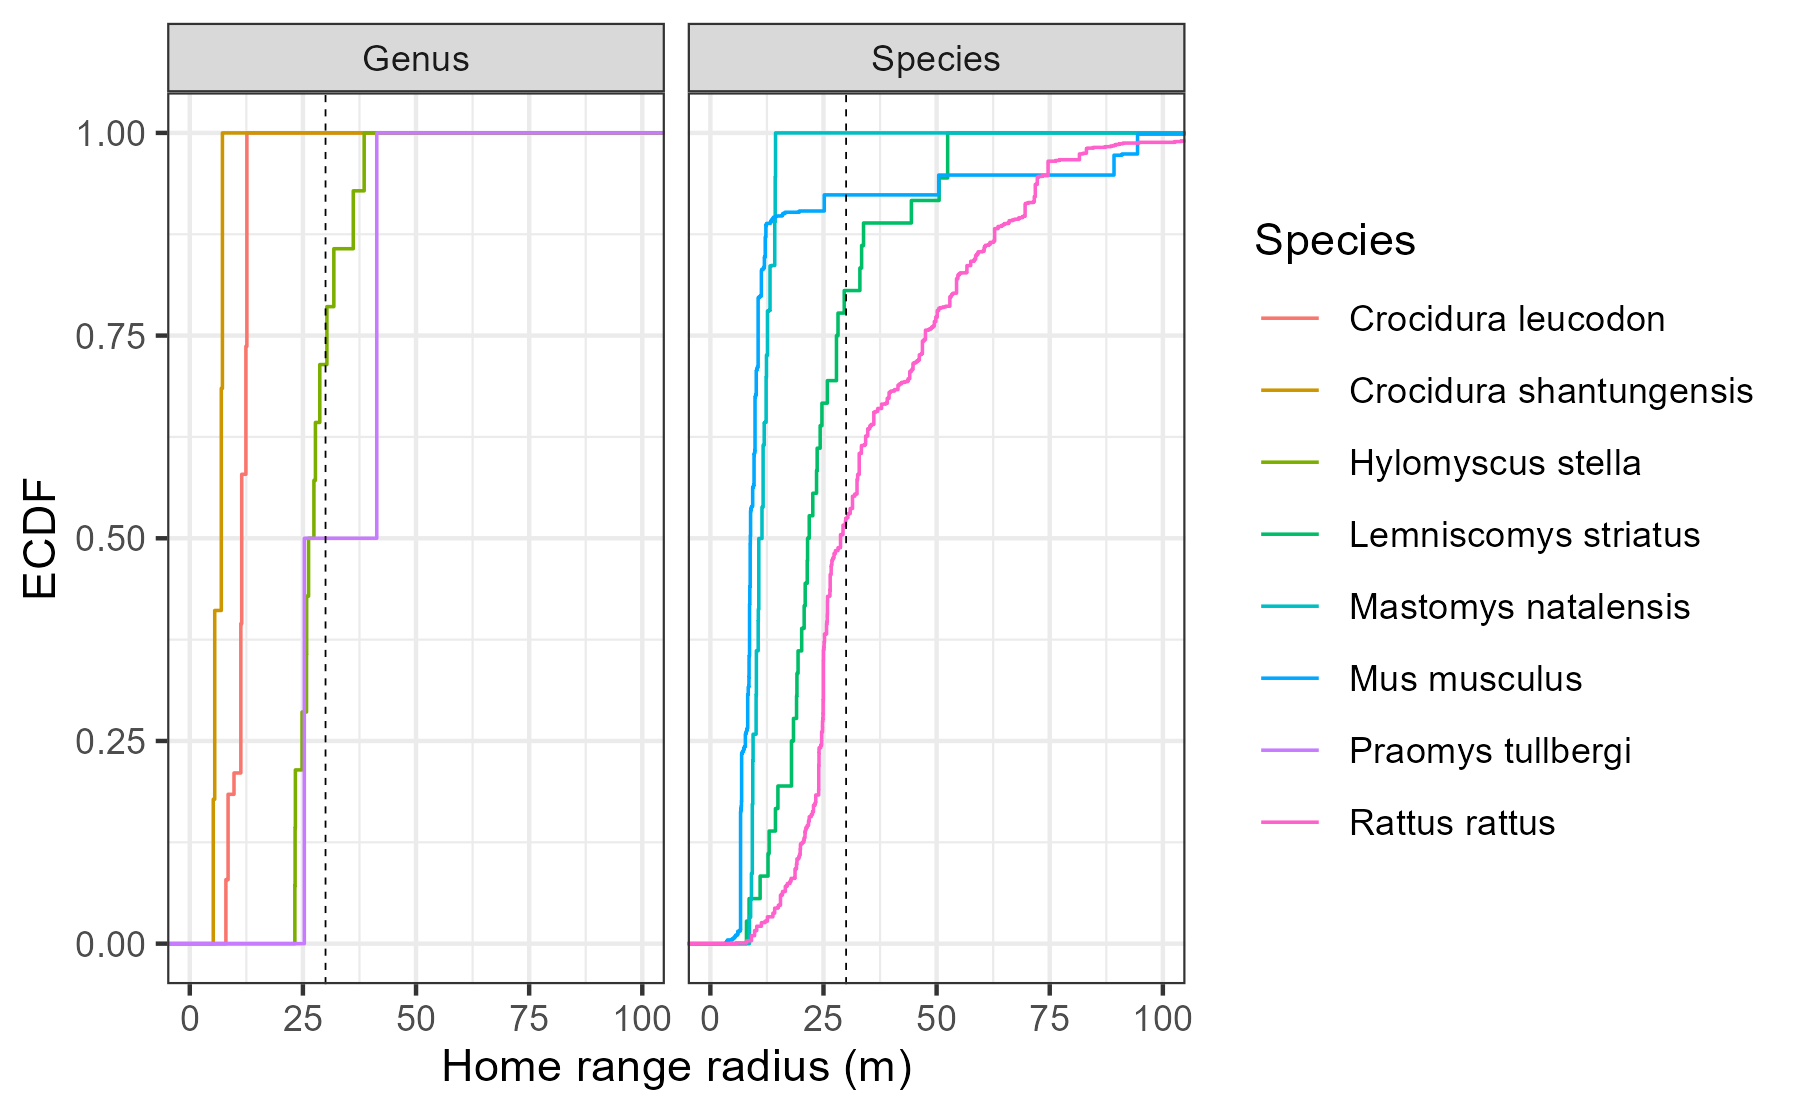 Genus
Species
1.00
0.75
0.50
0.25
0.00
ECDF
0 25 50 75 100
0 25 50 75 100
Home range radius (m)
Species
Crocidura leucodon
Crocidura shantungensis
Hylomyscus stella
Lemniscomys striatus
Mastomys natalensis
Mus musculus
Praomys tullbergi
Rattus rattus